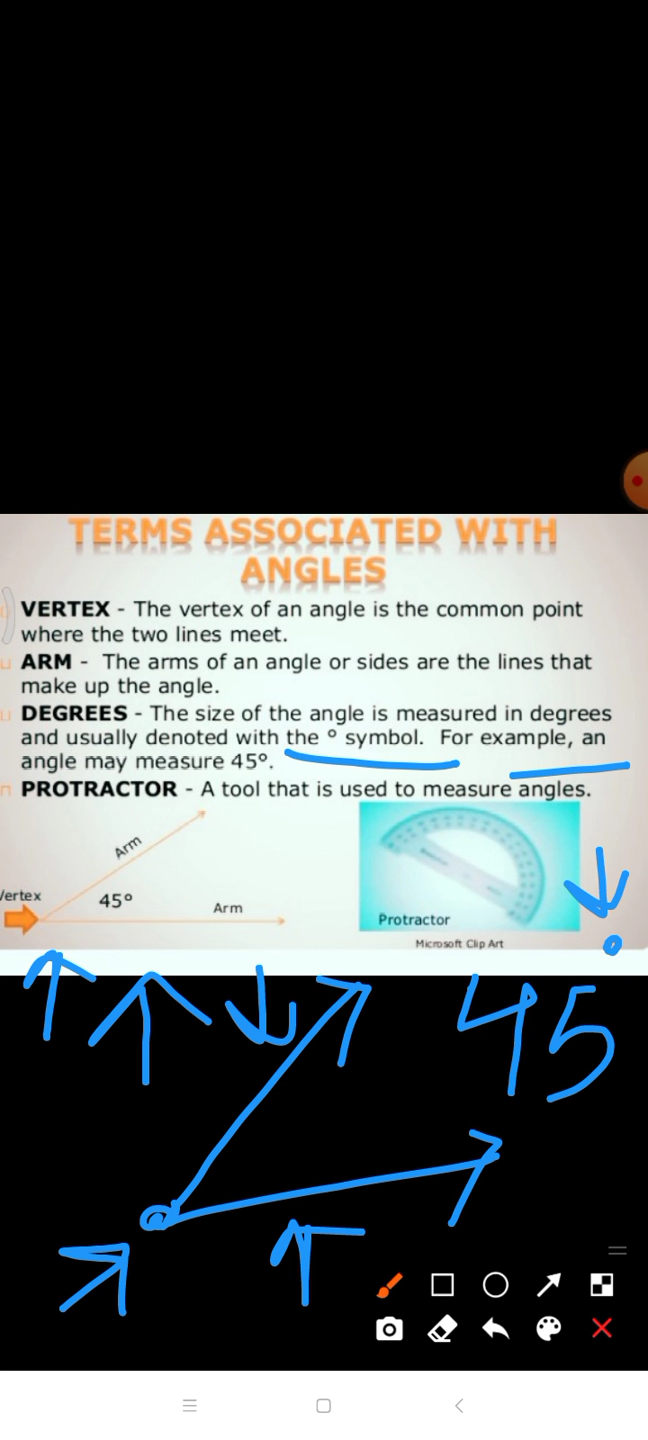 TERMS ASSOCIATED WITH
ANGLES
VERTEX - The vertex of an angle is the common point
where the two lines meet.
ARM - The arms of an angle or sides are the lines that
make up the angle.
DEGREES - The size of the angle is measured in degrees
and usually denoted with the ° symbol. For example, an
angle may measure 45°.
PROTRACTOR - A tool that is used to measure angles.
Arm
Vertex
45°
Arm
Protractor
Microsoft Clip Art
45